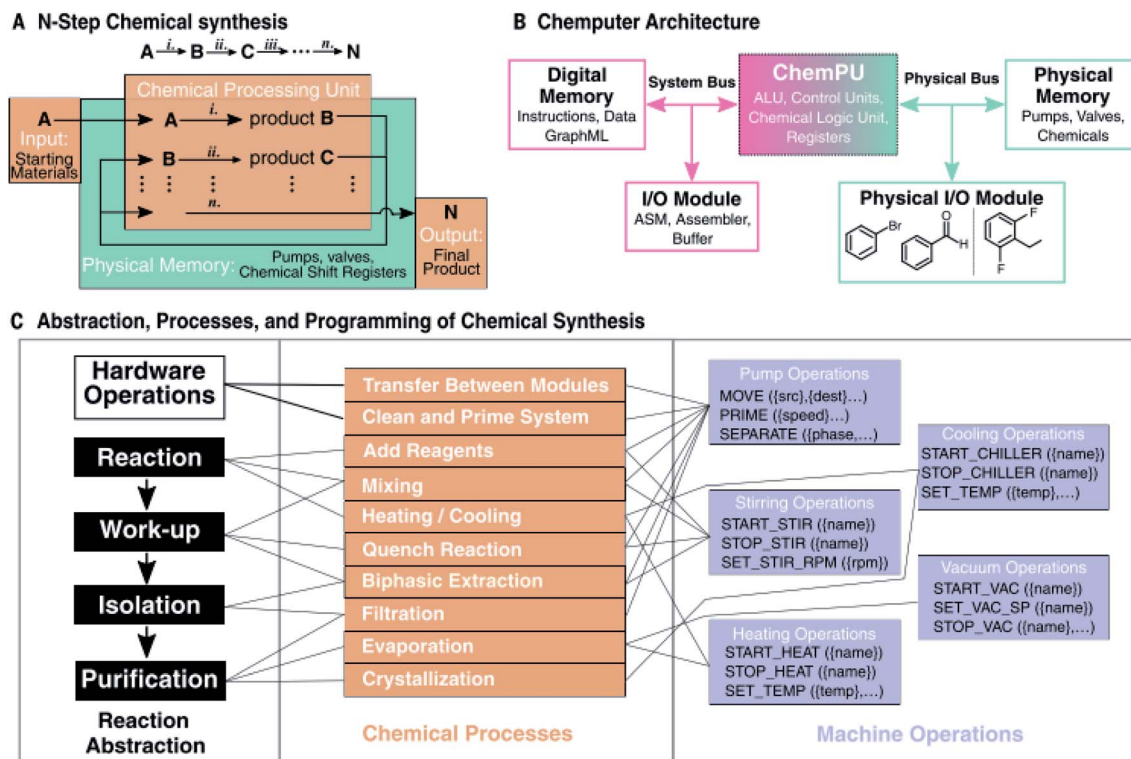 A N-Step Chemical synthesis
A i. B ii. C iii. ··· n. N
Chemical Processing Unit
A
Input:
Starting
Materials
A i. product B
B ii. product C
n.
N
Output:
Final
Product
Physical Memory:
Pumps, valves,
Chemical Shift Registers
B Chemputer Architecture
Digital
Memory
Instructions, Data
GraphML
System Bus
ChemPU
ALU, Control Units,
Chemical Logic Unit,
Registers
Physical Bus
Physical
Memory
Pumps, Valves,
Chemicals
I/O Module
ASM, Assembler,
Buffer
Physical I/O Module
Br
O
H
F
F
C Abstraction, Processes, and Programming of Chemical Synthesis
Hardware
Operations
Reaction
Work-up
Isolation
Purification
Reaction
Abstraction
Transfer Between Modules
Clean and Prime System
Add Reagents
Mixing
Heating / Cooling
Quench Reaction
Biphasic Extraction
Filtration
Evaporation
Crystallization
Chemical Processes
Pump Operations
MOVE ({src},{dest}...)
PRIME ({speed}...)
SEPARATE ({phase,...)
Cooling Operations
START_CHILLER ({name})
STOP_CHILLER ({name})
SET_TEMP ({temp},...)
Stirring Operations
START_STIR ({name})
STOP_STIR ({name})
SET_STIR_RPM ({rpm})
Vacuum Operations
START_VAC ({name})
SET_VAC_SP ({name})
STOP_VAC ({name},...)
Heating Operations
START_HEAT ({name})
STOP_HEAT ({name})
SET_TEMP ({temp},...)
Machine Operations